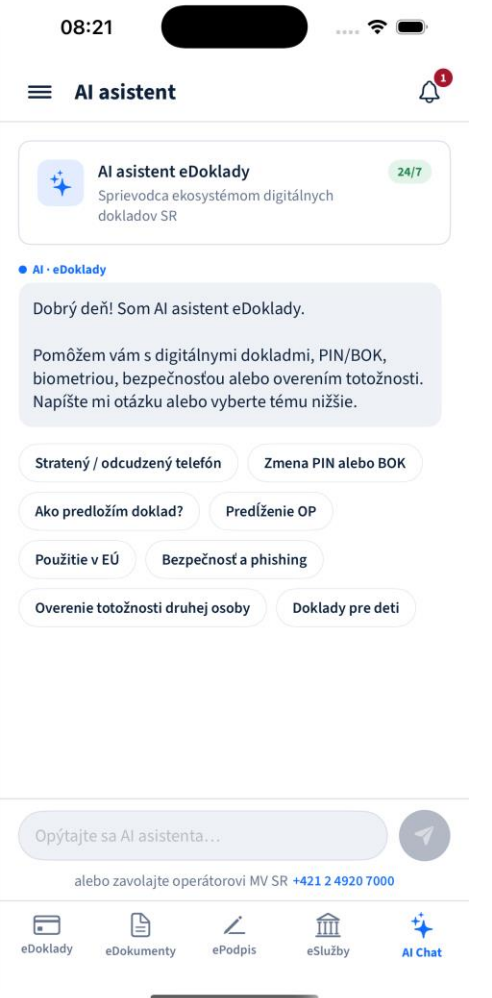 08:21
AI asistent
1
AI asistent eDoklady
24/7
Sprievodca ekosystémom digitálnych
dokladov SR
AI · eDoklady
Dobrý deň! Som AI asistent eDoklady.
Pomôžem vám s digitálnymi dokladmi, PIN/BOK,
biometriou, bezpečnosťou alebo overením totožnosti.
Napíšte mi otázku alebo vyberte tému nižšie.
Stratený / odcudzený telefón
Zmena PIN alebo BOK
Ako predložím doklad?
Predĺženie OP
Použitie v EÚ
Bezpečnosť a phishing
Overenie totožnosti druhej osoby
Doklady pre deti
Opýtajte sa AI asistenta…
alebo zavolajte operátorovi MV SR +421 2 4920 7000
eDoklady
eDokumenty
ePodpis
eSlužby
AI Chat